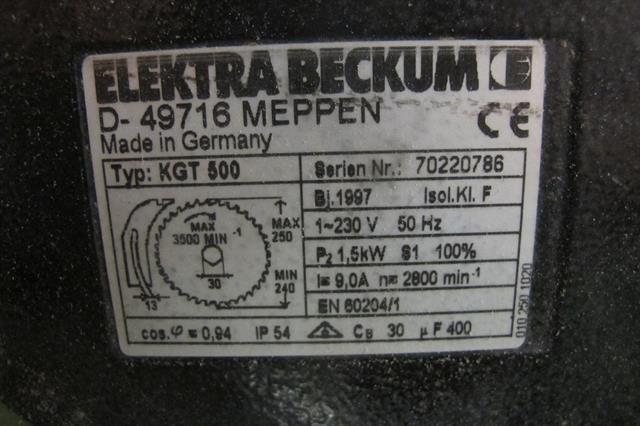 ELEKTRA BECKUM
D- 49716 MEPPEN
CE
Made in Germany
Typ: KGT 500
Serien Nr.: 70220786
Bj.1997 Isol.Kl. F
1~230 V 50 Hz
P2 1,5kW S1 100%
I= 9,0A n= 2800 min-1
EN 60204/1
MAX
3500 MIN -1
30
13
MAX
250
MIN
240
cos.φ = 0,94 IP 54 CB 30 µF 400
010 250 1020